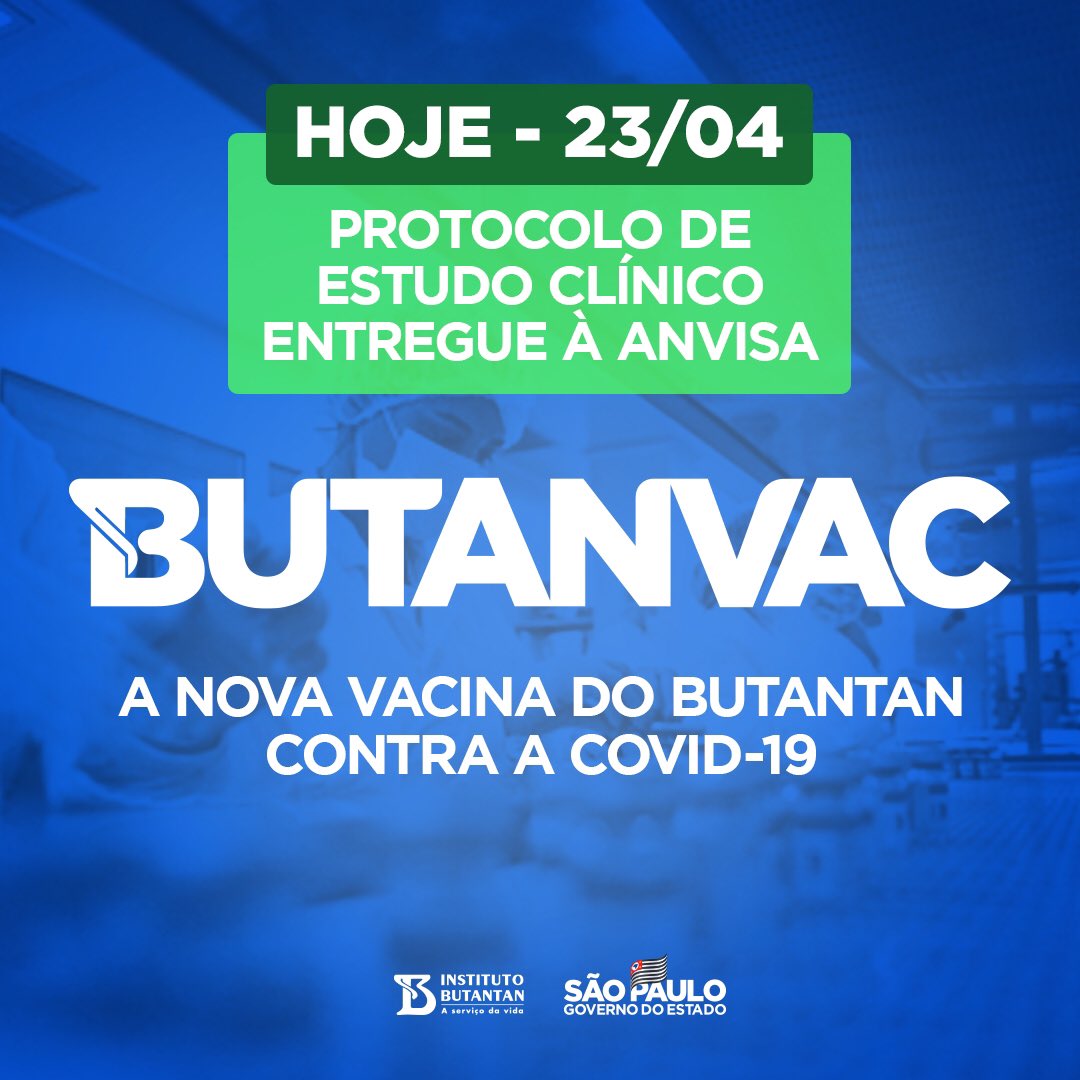 HOJE - 23/04
PROTOCOLO DE
ESTUDO CLÍNICO
ENTREGUE À ANVISA
BUTANVAC
A NOVA VACINA DO BUTANTAN
CONTRA A COVID-19
INSTITUTO
BUTANTAN
A serviço da vida
SÃO PAULO
GOVERNO DO ESTADO